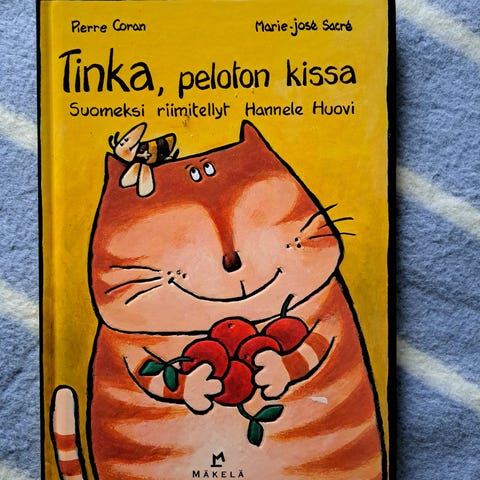 Pierre Coran
Marie-José Sacré
Tinka, peloton kissa
Suomeksi riimitellyt Hannele Huovi
MÄKELÄ